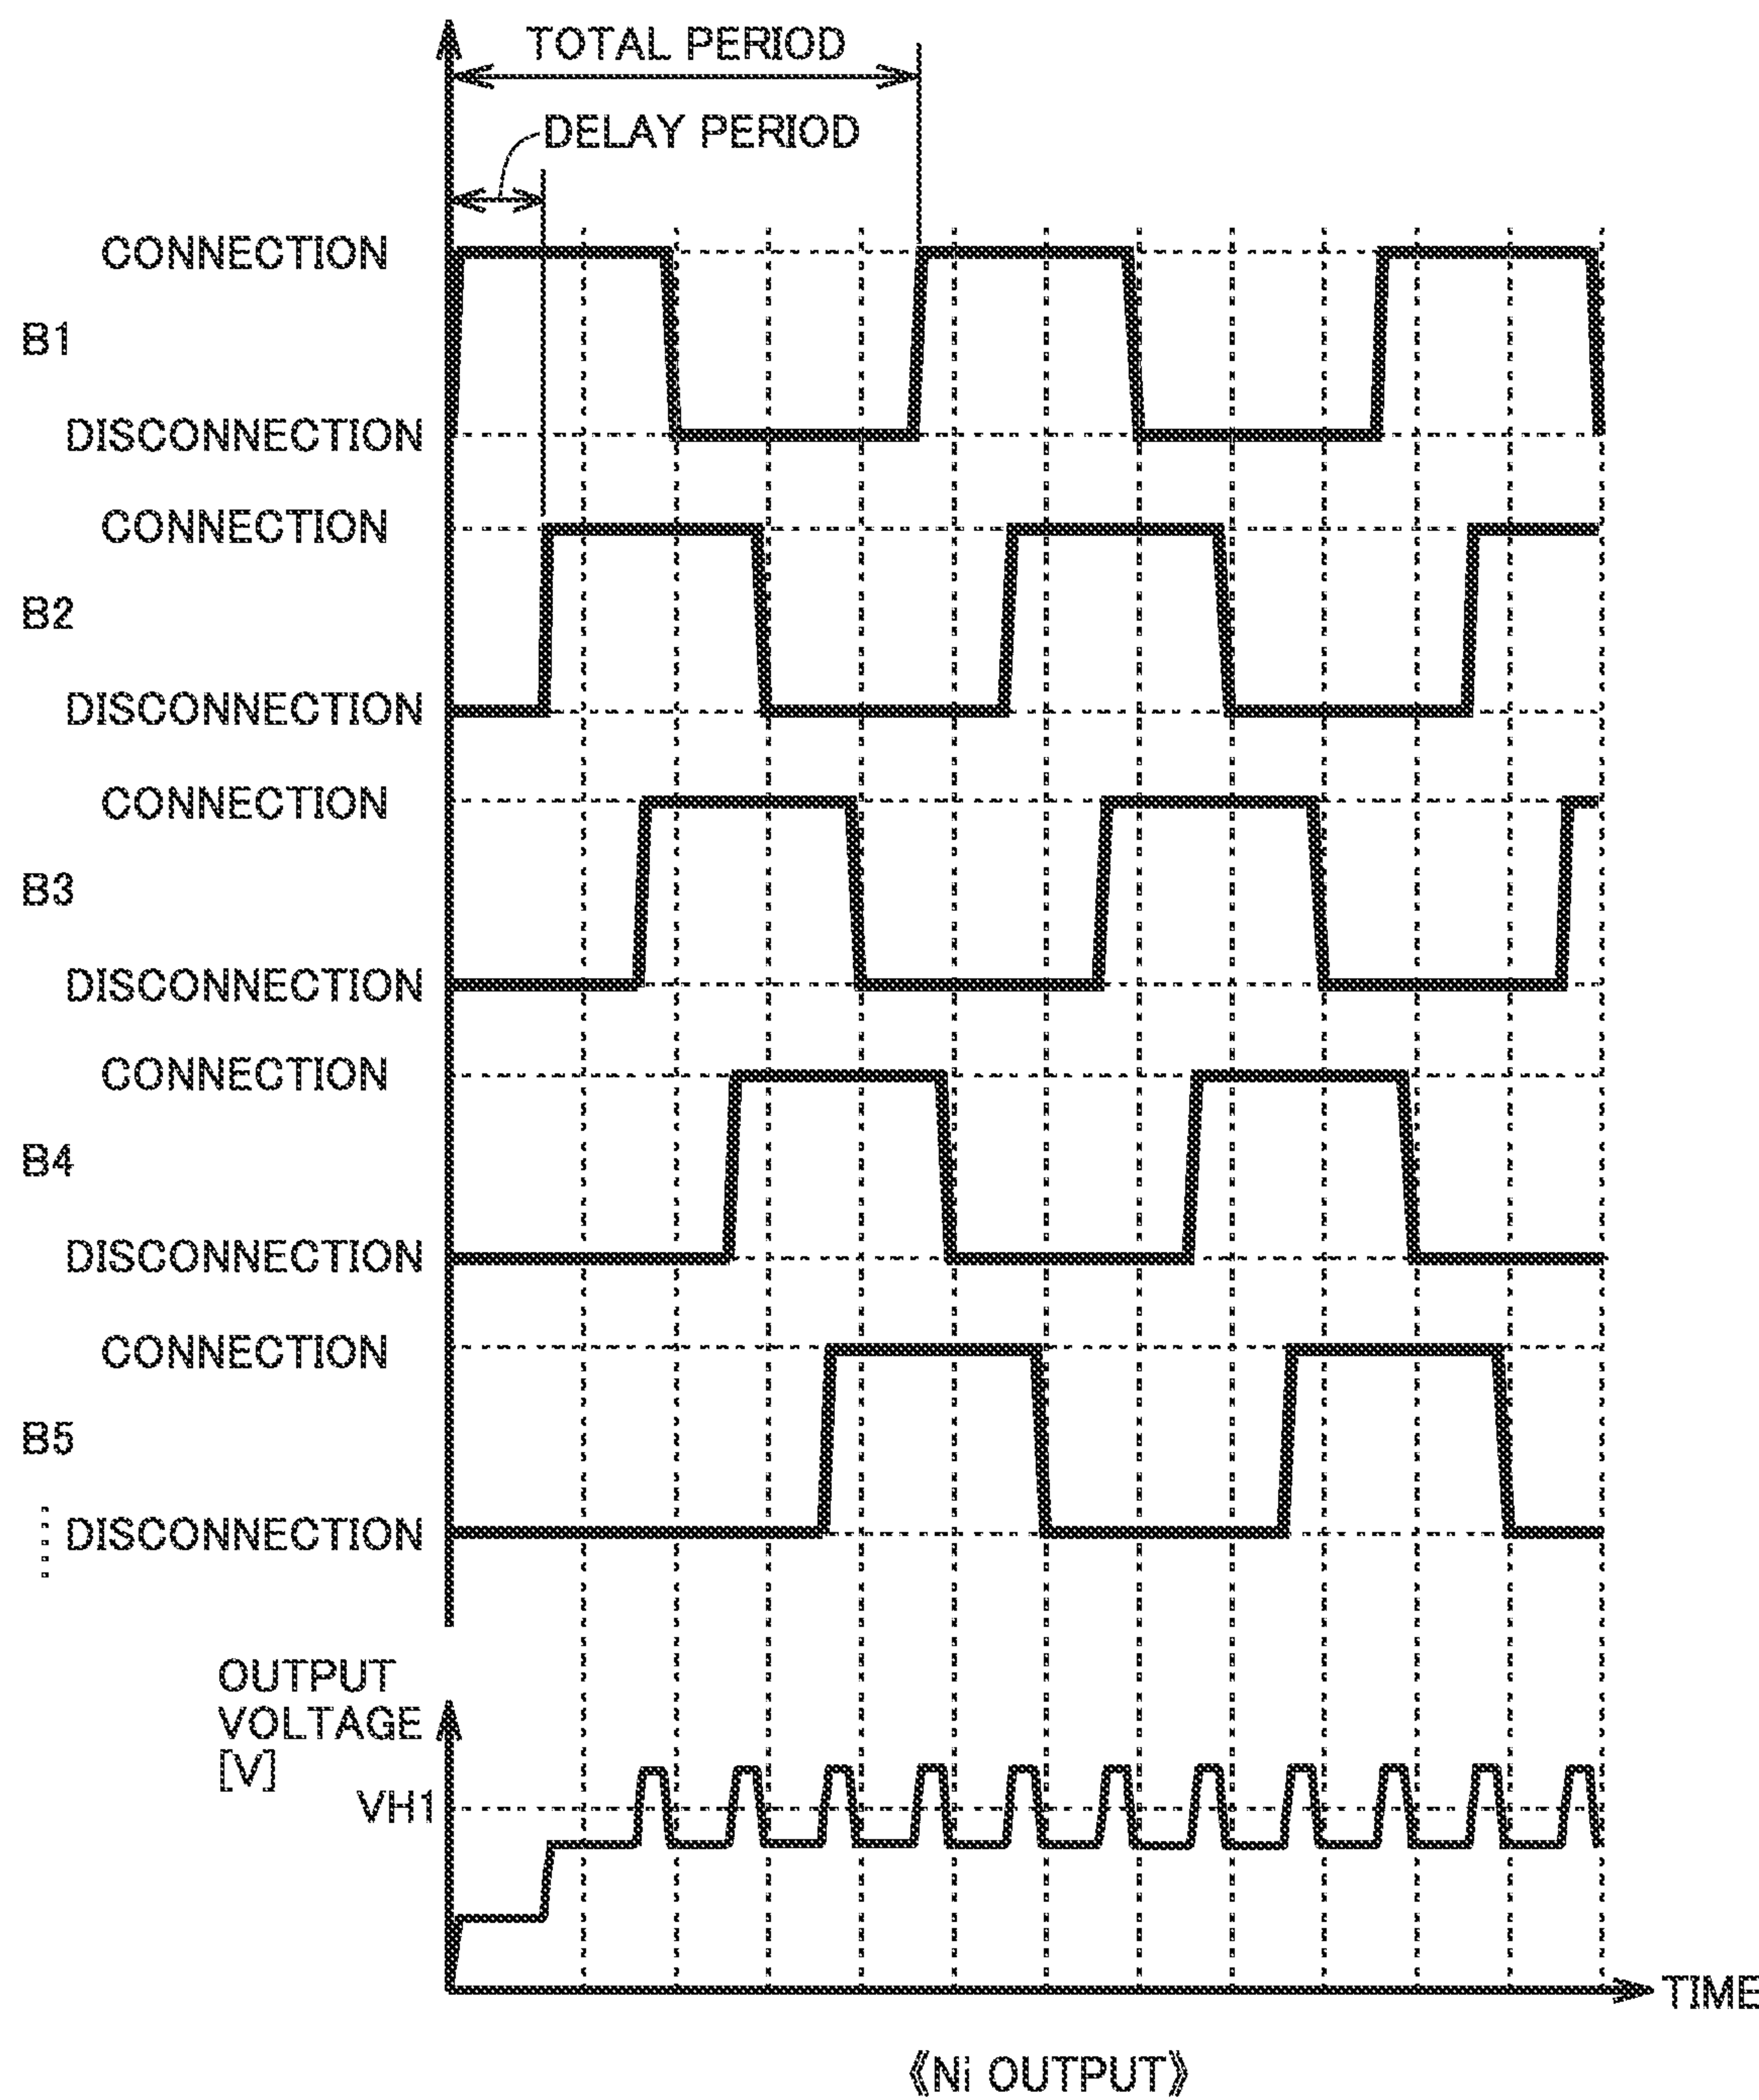 TOTAL PERIOD
DELAY PERIOD
CONNECTION
B1
DISCONNECTION
CONNECTION
B2
DISCONNECTION
CONNECTION
B3
DISCONNECTION
CONNECTION
B4
DISCONNECTION
CONNECTION
B5
DISCONNECTION
OUTPUT
VOLTAGE
[V]
VH1
TIME
《Ni OUTPUT》